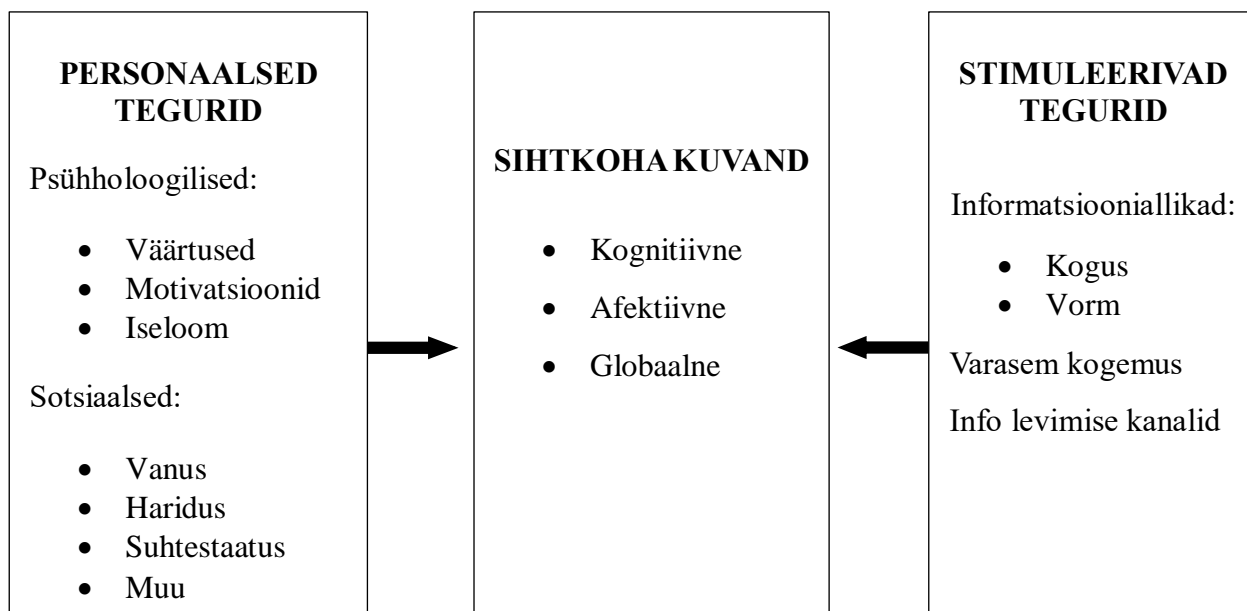 PERSONAALSED
TEGURID
Psühholoogilised:
• Väärtused
• Motivatsioonid
• Iseloom
Sotsiaalsed:
• Vanus
• Haridus
• Suhtestaatus
• Muu
SIHTKOHA KUVAND
• Kognitiivne
• Afektiivne
• Globaalne
STIMULEERIVAD
TEGURID
Informatsiooniallikad:
• Kogus
• Vorm
Varasem kogemus
Info levimise kanalid